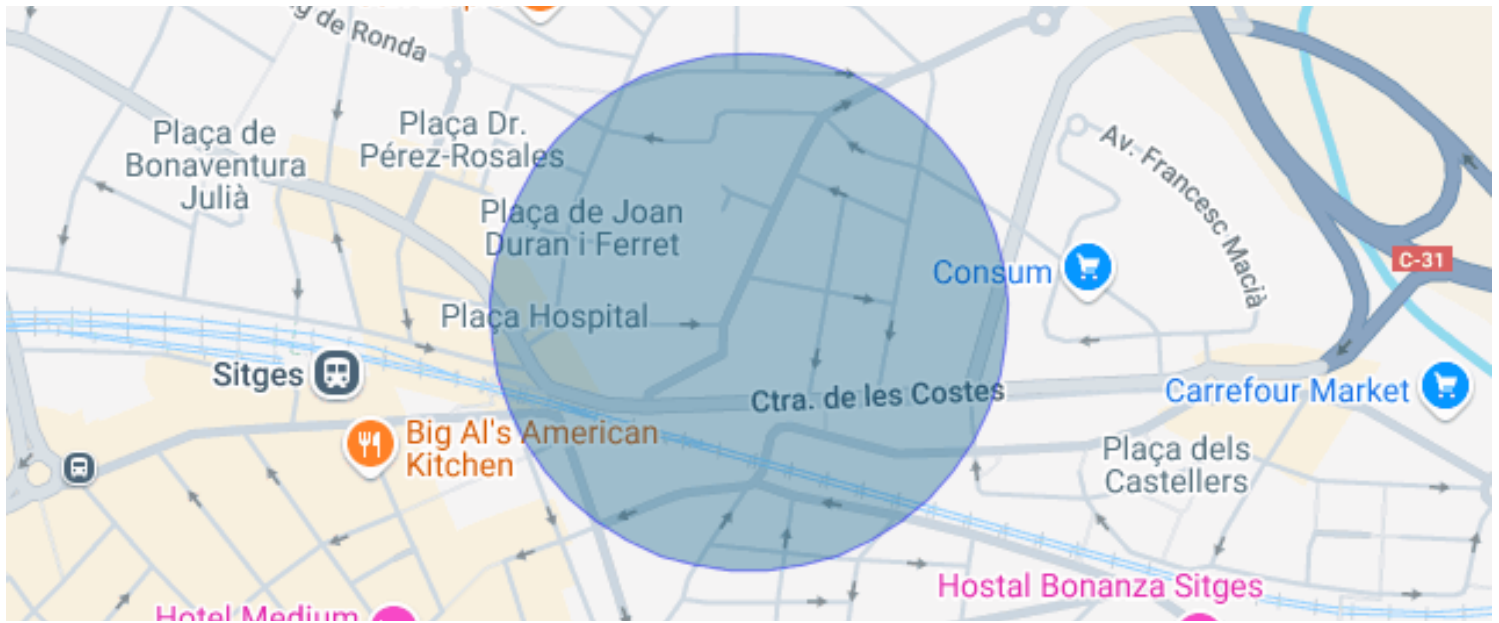 g de Ronda
Plaça de
Bonaventura
Julià
Plaça Dr.
Pérez-Rosales
Plaça de Joan
Duran i Ferret
Av. Francesc Macià
Consum
C-31
Plaça Hospital
Sitges
Ctra. de les Costes
Carrefour Market
Big Al's American
Kitchen
Plaça dels
Castellers
Hostal Bonanza Sitges
Hotel Medium